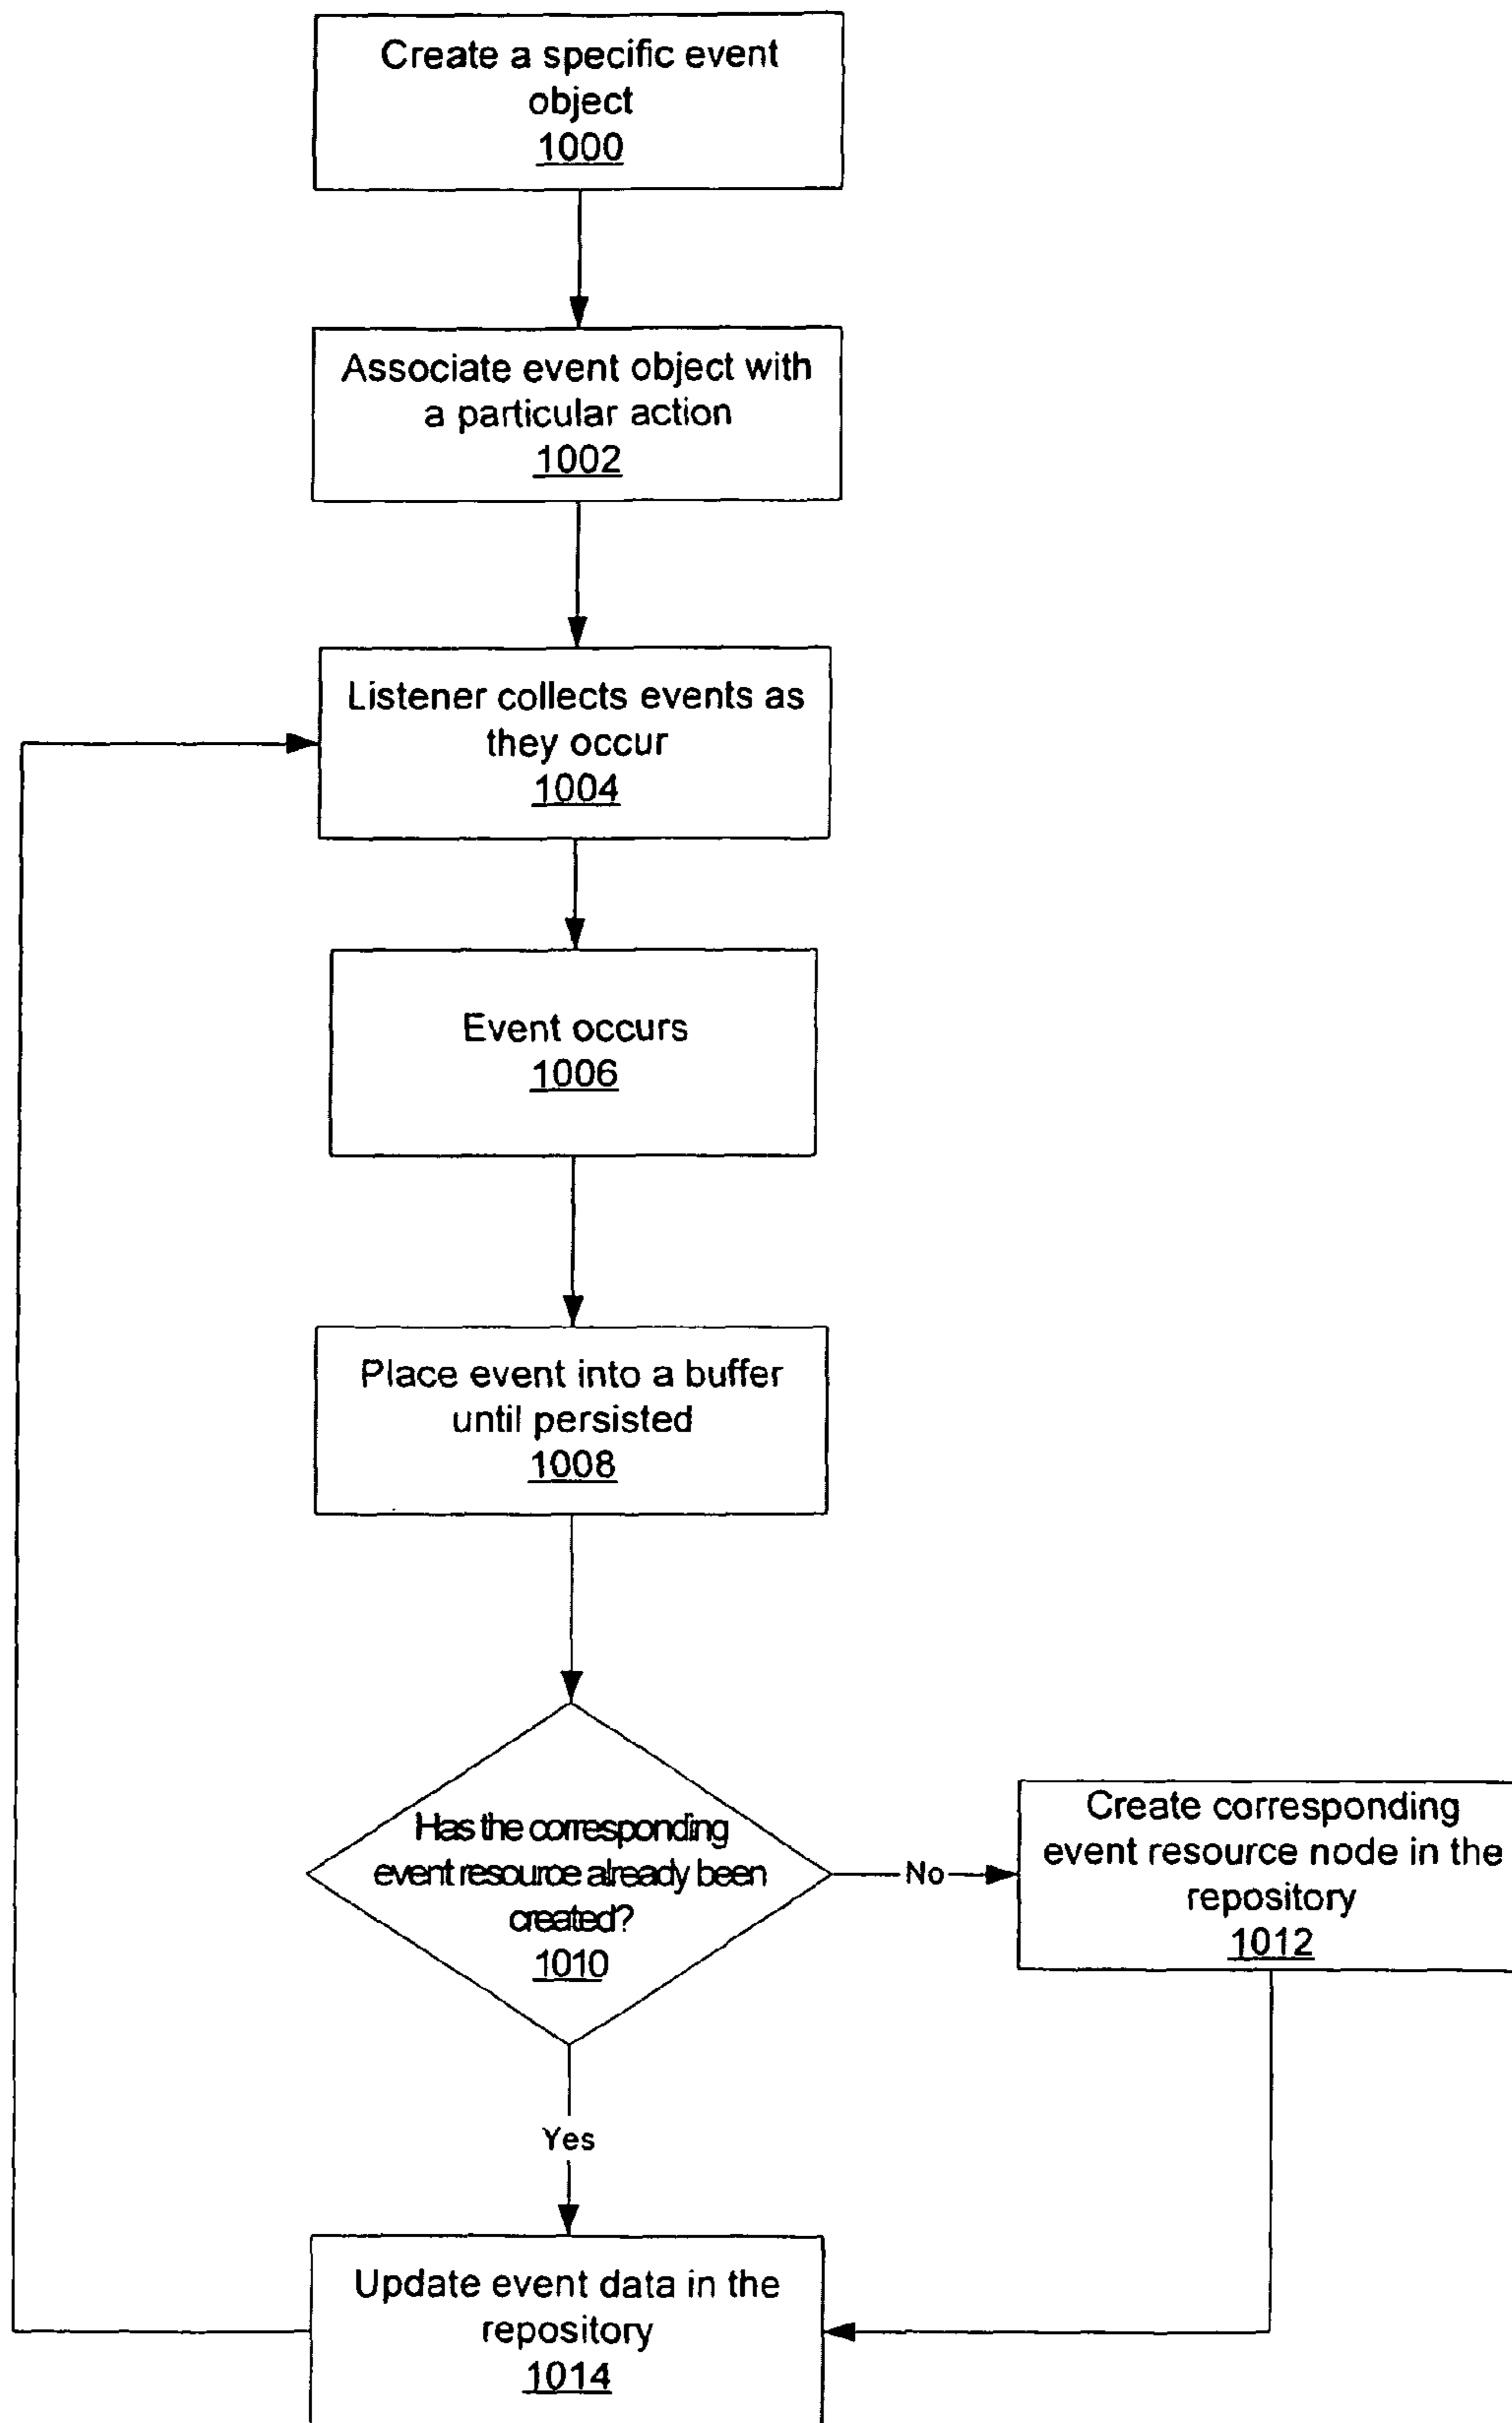 Create a specific event
object
1000
Associate event object with
a particular action
1002
Listener collects events as
they occur
1004
Event occurs
1006
Place event into a buffer
until persisted
1008
Has the corresponding
event resource already been
created?
1010
No
Create corresponding
event resource node in the
repository
1012
Yes
Update event data in the
repository
1014